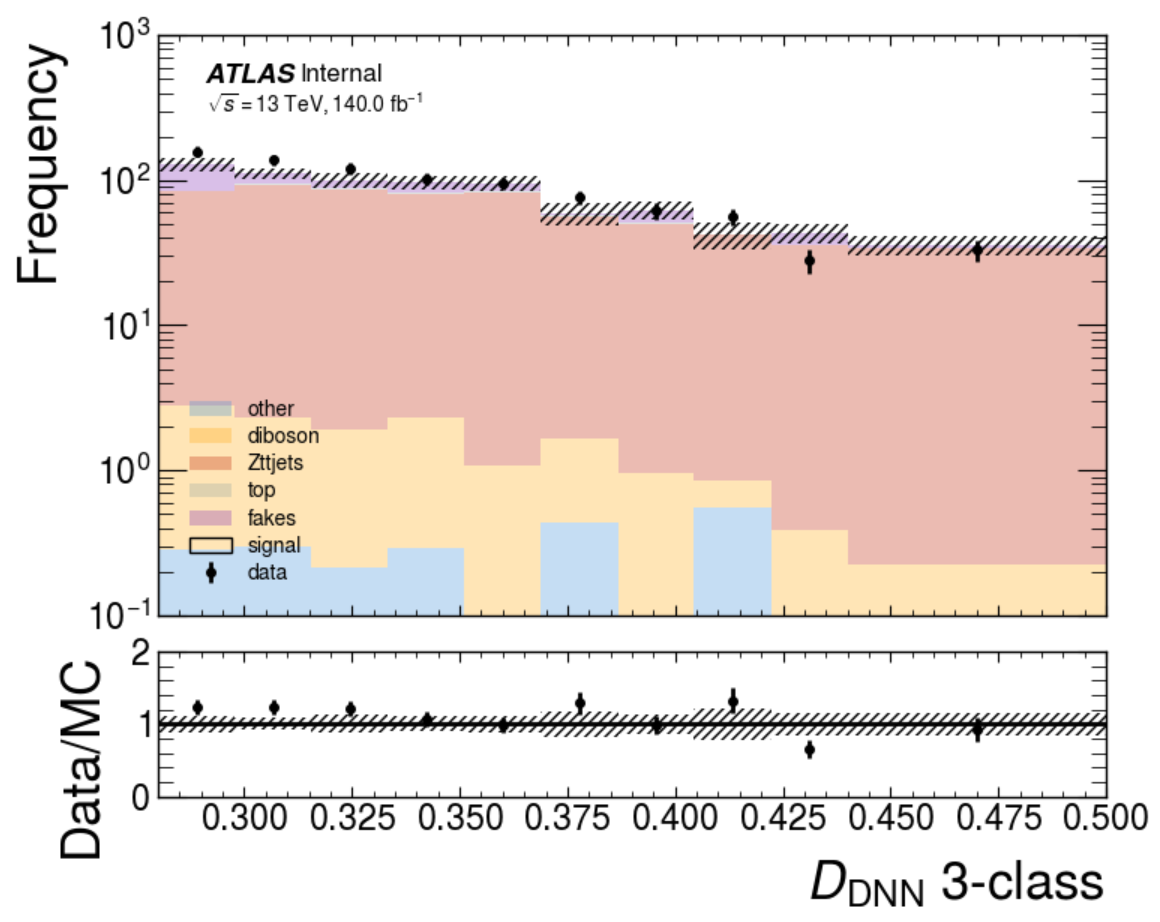 10³
ATLAS Internal
√s = 13 TeV, 140.0 fb⁻¹
Frequency
10²
10¹
other
diboson
Zttjets
10⁰
top
fakes
signal
data
10⁻¹
2
Data/MC
1
0
0.300 0.325 0.350 0.375 0.400 0.425 0.450 0.475 0.500
D_DNN 3-class